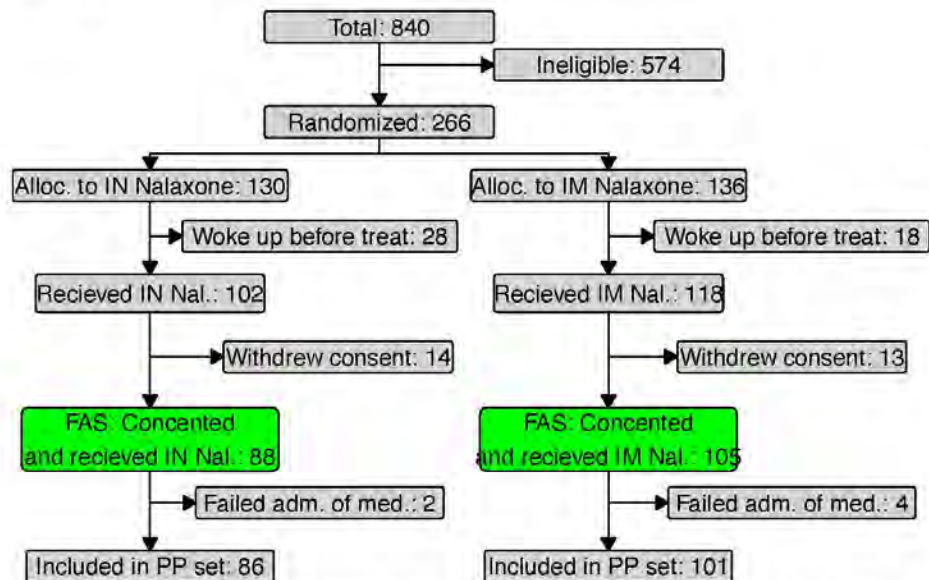 Total: 840
Ineligible: 574
Randomized: 266
Alloc. to IN Nalaxone: 130
Alloc. to IM Nalaxone: 136
Woke up before treat: 28
Woke up before treat: 18
Recieved IN Nal.: 102
Recieved IM Nal.: 118
Withdrew consent: 14
Withdrew consent: 13
FAS: Concented
and recieved IN Nal.: 88
FAS: Concented
and recieved IM Nal.: 105
Failed adm. of med.: 2
Failed adm. of med.: 4
Included in PP set: 86
Included in PP set: 101